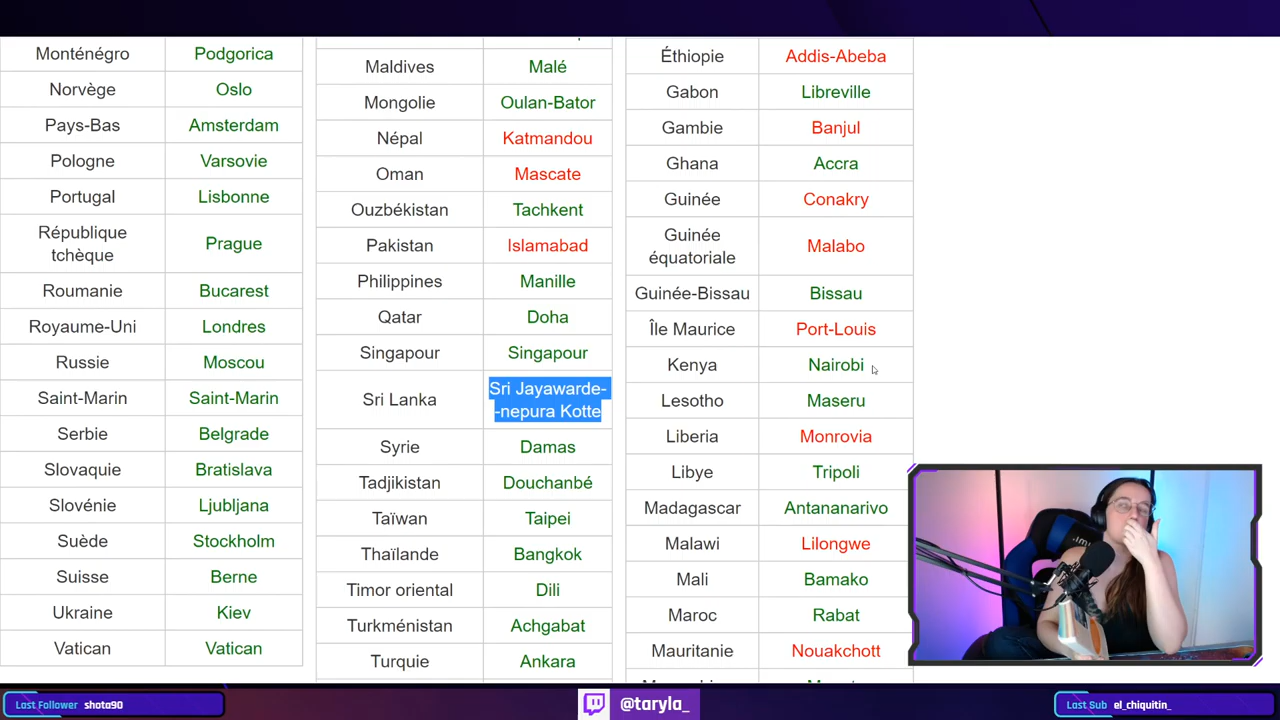 Monténégro Podgorica
Norvège Oslo
Pays-Bas Amsterdam
Pologne Varsovie
Portugal Lisbonne
République
tchèque
Prague
Roumanie Bucarest
Royaume-Uni Londres
Russie Moscou
Saint-Marin Saint-Marin
Serbie Belgrade
Slovaquie Bratislava
Slovénie Ljubljana
Suède Stockholm
Suisse Berne
Ukraine Kiev
Vatican Vatican
Maldives Malé
Mongolie Oulan-Bator
Népal Katmandou
Oman Mascate
Ouzbékistan Tachkent
Pakistan Islamabad
Philippines Manille
Qatar Doha
Singapour Singapour
Sri Lanka
Sri Jayawarde-
-nepura Kotte
Syrie Damas
Tadjikistan Douchanbé
Taïwan Taipei
Thaïlande Bangkok
Timor oriental Dili
Turkménistan Achgabat
Turquie Ankara
Éthiopie Addis-Abeba
Gabon Libreville
Gambie Banjul
Ghana Accra
Guinée Conakry
Guinée
équatoriale
Malabo
Guinée-Bissau Bissau
Île Maurice Port-Louis
Kenya Nairobi
Lesotho Maseru
Liberia Monrovia
Libye Tripoli
Madagascar Antananarivo
Malawi Lilongwe
Mali Bamako
Maroc Rabat
Mauritanie Nouakchott
Last Follower shota90
@taryla_
Last Sub el_chiquitin_